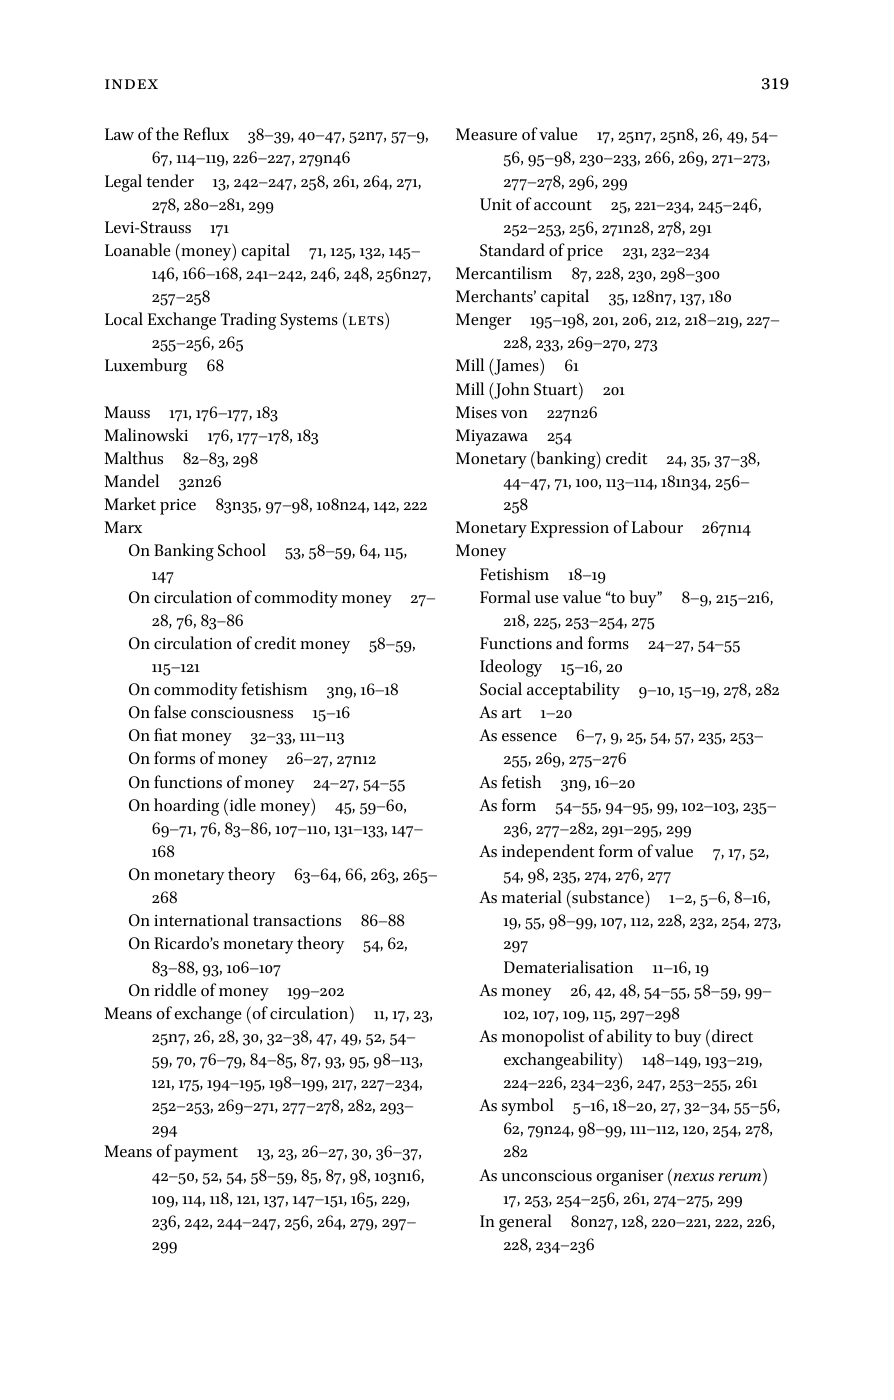 INDEX 319
Law of the Reflux 38–39, 40–47, 52n7, 57–9,
67, 114–119, 226–227, 279n46
Legal tender 13, 242–247, 258, 261, 264, 271,
278, 280–281, 299
Levi-Strauss 171
Loanable (money) capital 71, 125, 132, 145–
146, 166–168, 241–242, 246, 248, 256n27,
257–258
Local Exchange Trading Systems (LETS)
255–256, 265
Luxemburg 68
Mauss 171, 176–177, 183
Malinowski 176, 177–178, 183
Malthus 82–83, 298
Mandel 32n26
Market price 83n35, 97–98, 108n24, 142, 222
Marx
On Banking School 53, 58–59, 64, 115,
147
On circulation of commodity money 27–
28, 76, 83–86
On circulation of credit money 58–59,
115–121
On commodity fetishism 3n9, 16–18
On false consciousness 15–16
On fiat money 32–33, 111–113
On forms of money 26–27, 27n12
On functions of money 24–27, 54–55
On hoarding (idle money) 45, 59–60,
69–71, 76, 83–86, 107–110, 131–133, 147–
168
On monetary theory 63–64, 66, 263, 265–
268
On international transactions 86–88
On Ricardo's monetary theory 54, 62,
83–88, 93, 106–107
On riddle of money 199–202
Means of exchange (of circulation) 11, 17, 23,
25n7, 26, 28, 30, 32–38, 47, 49, 52, 54–
59, 70, 76–79, 84–85, 87, 93, 95, 98–113,
121, 175, 194–195, 198–199, 217, 227–234,
252–253, 269–271, 277–278, 282, 293–
294
Means of payment 13, 23, 26–27, 30, 36–37,
42–50, 52, 54, 58–59, 85, 87, 98, 103n16,
109, 114, 118, 121, 137, 147–151, 165, 229,
236, 242, 244–247, 256, 264, 279, 297–
299
Measure of value 17, 25n7, 25n8, 26, 49, 54–
56, 95–98, 230–233, 266, 269, 271–273,
277–278, 296, 299
Unit of account 25, 221–234, 245–246,
252–253, 256, 271n28, 278, 291
Standard of price 231, 232–234
Mercantilism 87, 228, 230, 298–300
Merchants' capital 35, 128n7, 137, 180
Menger 195–198, 201, 206, 212, 218–219, 227–
228, 233, 269–270, 273
Mill (James) 61
Mill (John Stuart) 201
Mises von 227n26
Miyazawa 254
Monetary (banking) credit 24, 35, 37–38,
44–47, 71, 100, 113–114, 181n34, 256–
258
Monetary Expression of Labour 267n14
Money
Fetishism 18–19
Formal use value “to buy” 8–9, 215–216,
218, 225, 253–254, 275
Functions and forms 24–27, 54–55
Ideology 15–16, 20
Social acceptability 9–10, 15–19, 278, 282
As art 1–20
As essence 6–7, 9, 25, 54, 57, 235, 253–
255, 269, 275–276
As fetish 3n9, 16–20
As form 54–55, 94–95, 99, 102–103, 235–
236, 277–282, 291–295, 299
As independent form of value 7, 17, 52,
54, 98, 235, 274, 276, 277
As material (substance) 1–2, 5–6, 8–16,
19, 55, 98–99, 107, 112, 228, 232, 254, 273,
297
Dematerialisation 11–16, 19
As money 26, 42, 48, 54–55, 58–59, 99–
102, 107, 109, 115, 297–298
As monopolist of ability to buy (direct
exchangeability) 148–149, 193–219,
224–226, 234–236, 247, 253–255, 261
As symbol 5–16, 18–20, 27, 32–34, 55–56,
62, 79n24, 98–99, 111–112, 120, 254, 278,
282
As unconscious organiser (nexus rerum)
17, 253, 254–256, 261, 274–275, 299
In general 80n27, 128, 220–221, 222, 226,
228, 234–236